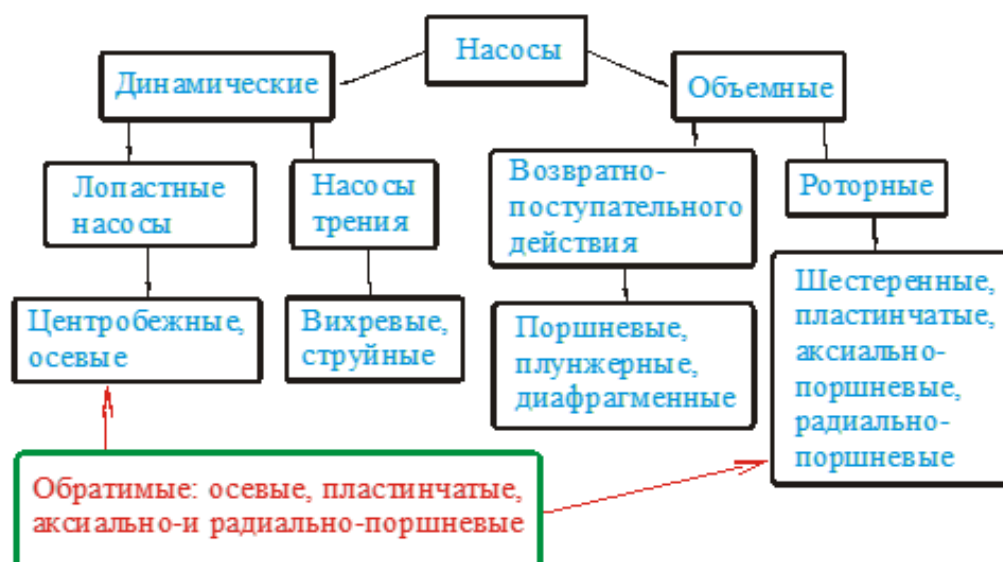 Насосы
Динамические
Объемные
Лопастные
насосы
Насосы
трения
Возвратно-
поступательного
действия
Роторные
Центробежные,
осевые
Вихревые,
струйные
Поршневые,
плунжерные,
диафрагменные
Шестеренные,
пластинчатые,
аксиально-
поршневые,
радиально-
поршневые
Обратимые: осевые, пластинчатые,
аксиально-и радиально-поршневые